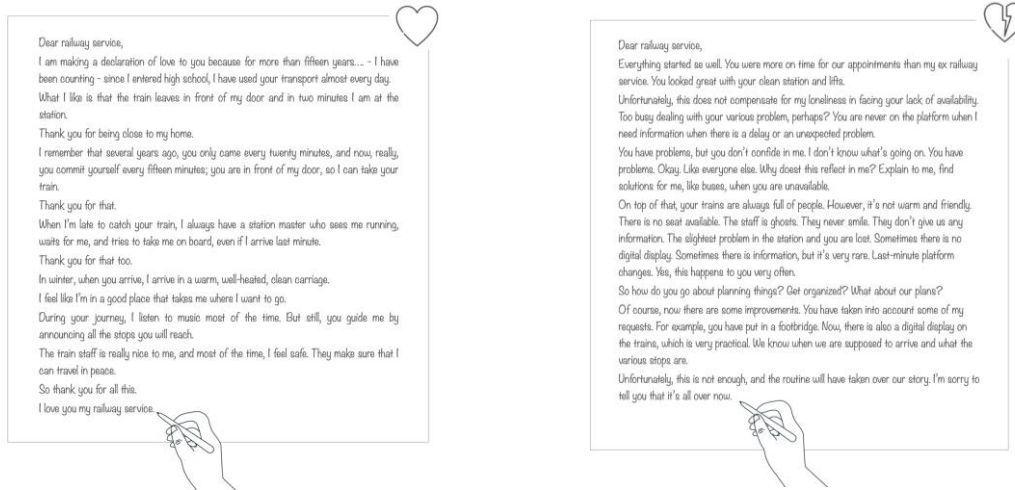 Dear railway service,
I am making a declaration of love to you because for more than fifteen years.... - I have
been counting - since I entered high school, I have used your transport almost every day.
What I like is that the train leaves in front of my door and in two minutes I am at the
station.
Thank you for being close to my home.
I remember that several years ago, you only came every twenty minutes, and now, really,
you commit yourself every fifteen minutes; you are in front of my door, so I can take your
train.
Thank you for that.
When I'm late to catch your train, I always have a station master who sees me running,
waits for me, and tries to take me on board, even if I arrive last minute.
Thank you for that too.
In winter, when you arrive, I arrive in a warm, well-heated, clean carriage.
I feel like I'm in a good place that takes me where I want to go.
During your journey, I listen to music most of the time. But still, you guide me by
announcing all the stops you will reach.
The train staff is really nice to me, and most of the time, I feel safe. They make sure that I
can travel in peace.
So thank you for all this.
I love you my railway service.
Dear railway service,
Everything started so well. You were more on time for our appointments than my ex railway
service. You looked great with your clean station and lifts.
Unfortunately, this does not compensate for my loneliness in facing your lack of availability.
Too busy dealing with your various problem, perhaps? You are never on the platform when I
need information when there is a delay or an unexpected problem.
You have problems, but you don't confide in me. I don't know what's going on. You have
problems. Okay. Like everyone else. Why doest this reflect in me? Explain to me, find
solutions for me, like buses, when you are unavailable.
On top of that, your trains are always full of people. However, it's not warm and friendly.
There is no seat available. The staff is ghosts. They never smile. They don't give us any
information. The slightest problem in the station and you are lost. Sometimes there is no
digital display. Sometimes there is information, but it's very rare. Last-minute platform
changes. Yes, this happens to you very often.
So how do you go about planning things? Get organized? What about our plans?
Of course, now there are some improvements. You have taken into account some of my
requests. For example, you have put in a footbridge. Now, there is also a digital display on
the trains, which is very practical. We know when we are supposed to arrive and what the
various stops are.
Unfortunately, this is not enough, and the routine will have taken over our story. I'm sorry to
tell you that it's all over now.